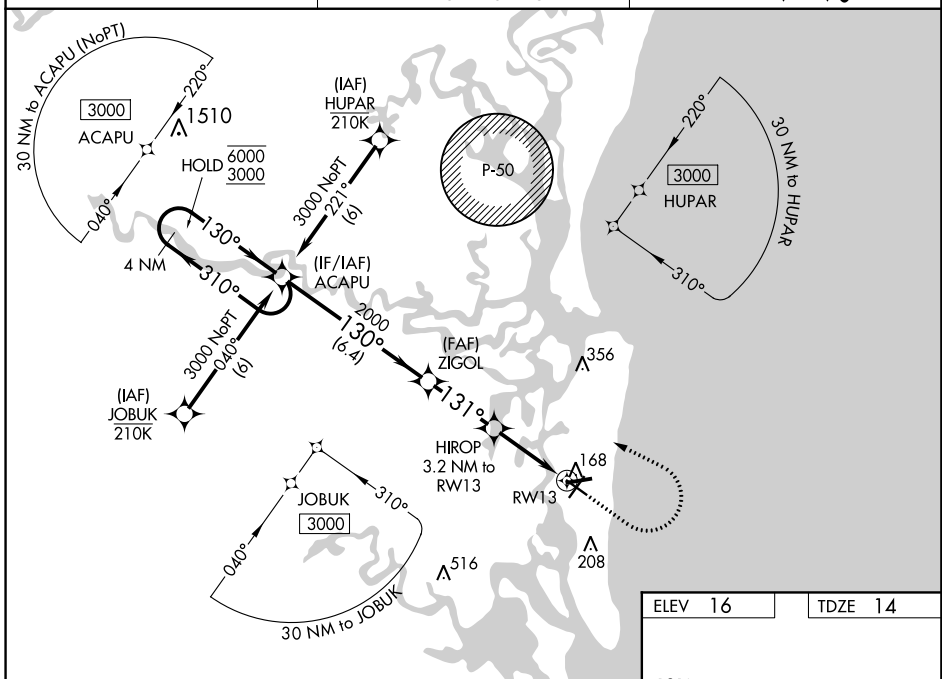 30 NM to ACAPU (NoPT)
220°
3000
ACAPU
1510
040°
HOLD
6000
3000
(IAF)
HUPAR
210K
3000 NoPT
221°
(6)
P-50
220°
3000
HUPAR
310°
30 NM to HUPAR
130°
4 NM
310°
(IF/IAF)
ACAPU
3000 NoPT
040°
(6)
(IAF)
JOBUK
210K
2000
130°
(6.4)
(FAF)
ZIGOL
356
131°
HIROP
3.2 NM to
RW13
168
RW13
208
516
JOBUK
3000
310°
040°
30 NM to JOBUK
ELEV 16
TDZE 14